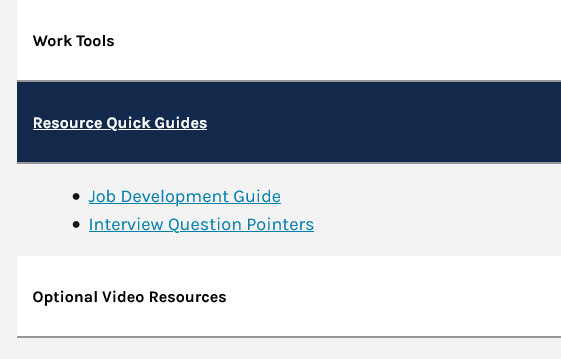 Work Tools
Resource Quick Guides
Job Development Guide
Interview Question Pointers
Optional Video Resources